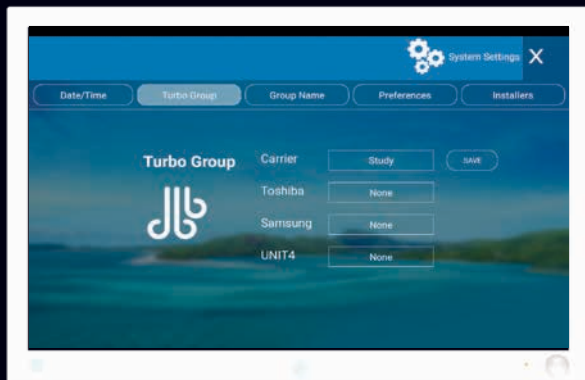 System Settings X
Date/Time Turbo Group Group Name Preferences Installers
Turbo Group Carrier Study SAVE
Toshiba None
Samsung None
UNIT4 None